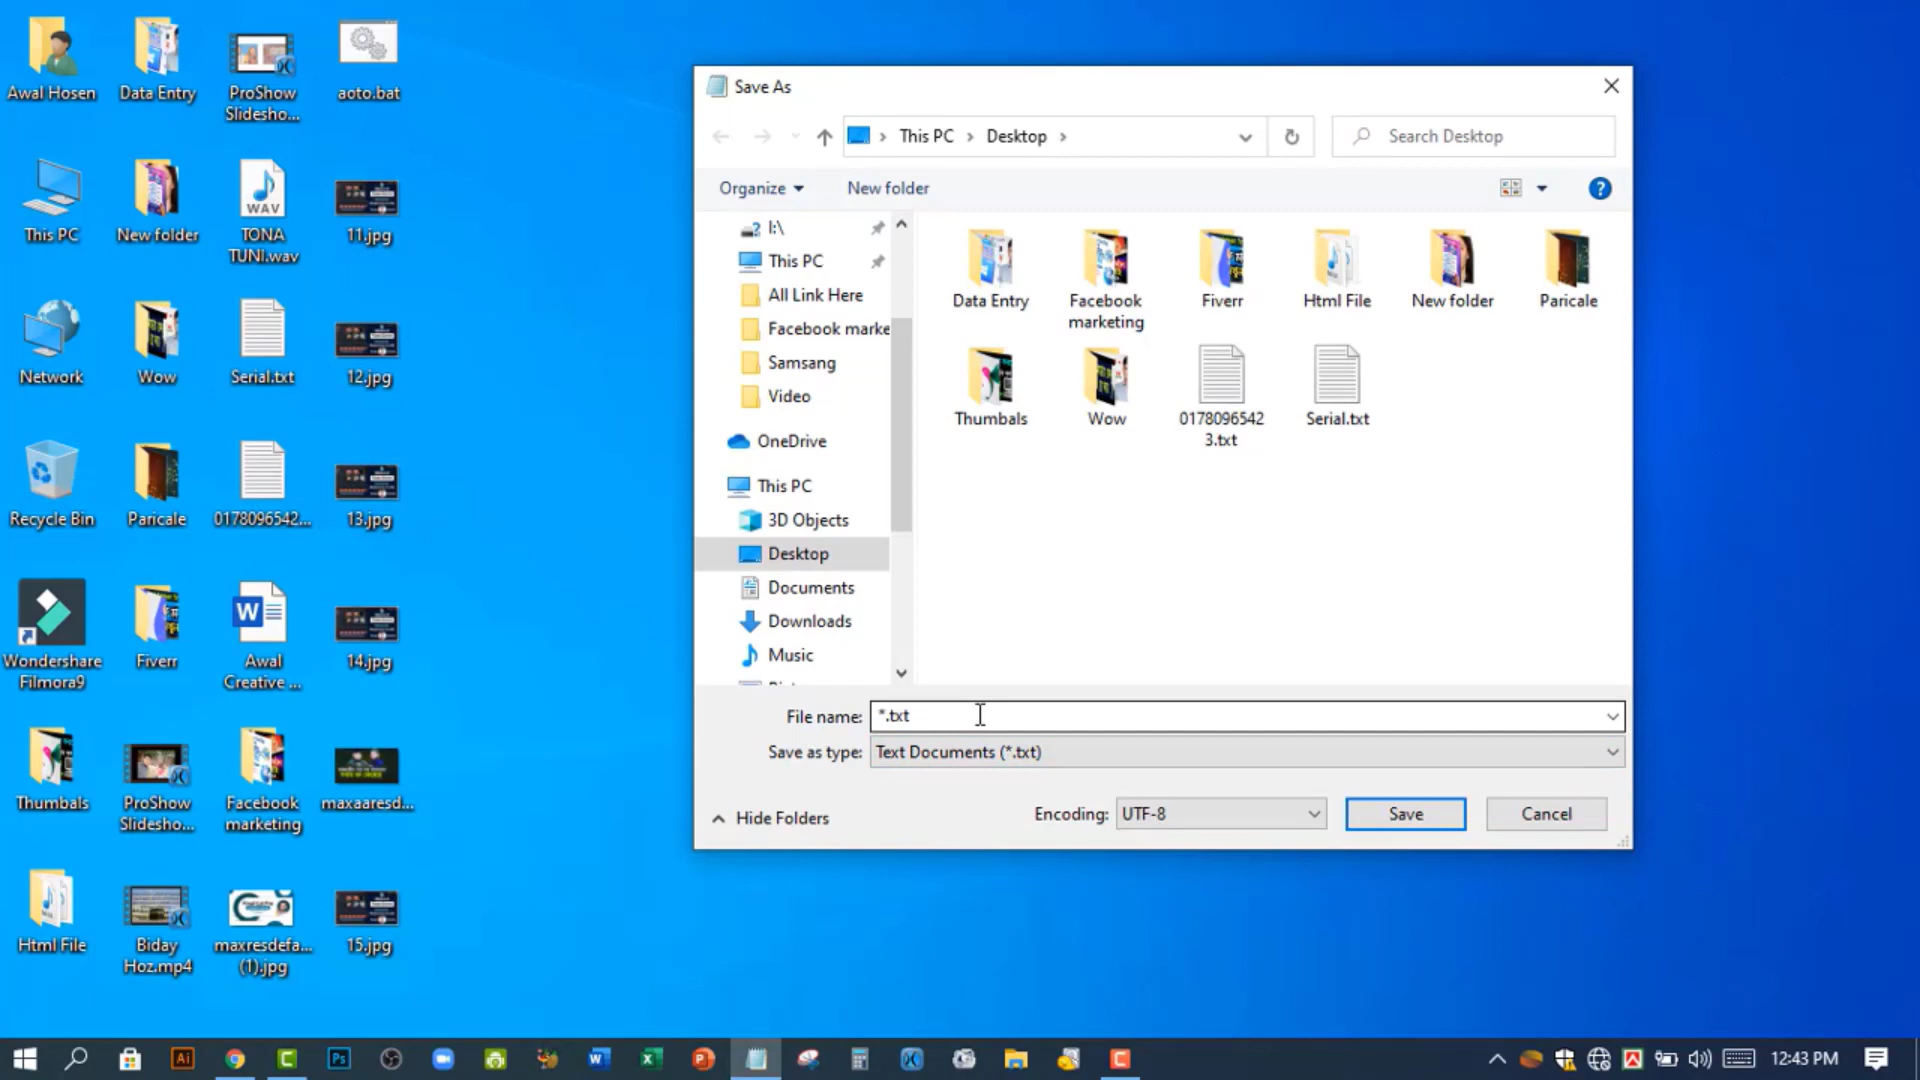 Awal Hosen
Data Entry
ProShow
Slidesho...
aoto.bat
This PC
New folder
WAV
TONA
TUNI.wav
11.jpg
Network
Wow
Serial.txt
12.jpg
Recycle Bin
Paricale
0178096542...
13.jpg
Wondershare
Filmora9
Fiverr
W
Awal
Creative ...
14.jpg
Thumbals
ProShow
Slidesho...
Facebook
marketing
maxaaresd...
Html File
Biday
Hoz.mp4
maxresdefa...
(1).jpg
15.jpg
Save As
This PC
Desktop
Search Desktop
Organize
New folder
I:\
This PC
All Link Here
Facebook marke
Samsang
Video
OneDrive
This PC
3D Objects
Desktop
Documents
Downloads
Music
Data Entry
Facebook
marketing
Fiverr
Html File
New folder
Paricale
Thumbals
Wow
0178096542
3.txt
Serial.txt
File name: *.txt
Save as type: Text Documents (*.txt)
Hide Folders
Encoding: UTF-8
Save
Cancel
Ai
C
Ps
W
X
P
C
12:43 PM